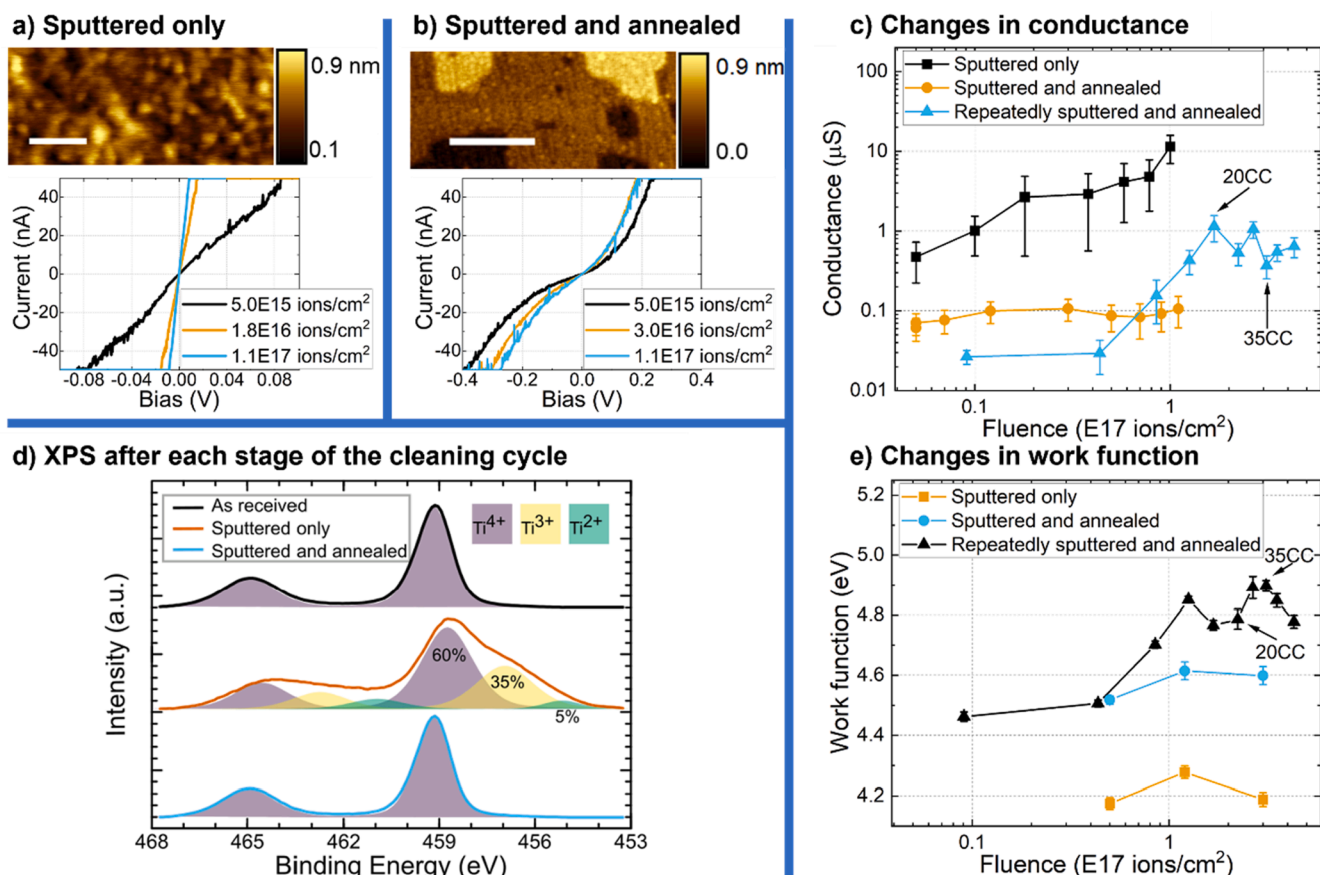 a) Sputtered only
0.9 nm
0.1
Current (nA)
40
20
0
-20
-40
5.0E15 ions/cm²
1.8E16 ions/cm²
1.1E17 ions/cm²
-0.08 -0.04 0.00 0.04 0.08
Bias (V)
b) Sputtered and annealed
0.9 nm
0.0
Current (nA)
40
20
0
-20
-40
5.0E15 ions/cm²
3.0E16 ions/cm²
1.1E17 ions/cm²
-0.4 -0.2 0.0 0.2 0.4
Bias (V)
c) Changes in conductance
Sputtered only
Sputtered and annealed
Repeatedly sputtered and annealed
Conductance (µS)
100
10
1
0.1
0.01
20CC
35CC
0.1 1
Fluence (E17 ions/cm²)
d) XPS after each stage of the cleaning cycle
As received
Sputtered only
Sputtered and annealed
Ti⁴⁺ Ti³⁺ Ti²⁺
Intensity (a.u.)
60%
35%
5%
468 465 462 459 456 453
Binding Energy (eV)
e) Changes in work function
Sputtered only
Sputtered and annealed
Repeatedly sputtered and annealed
Work function (eV)
5.2
5.0
4.8
4.6
4.4
4.2
35CC
20CC
0.1 1
Fluence (E17 ions/cm²)